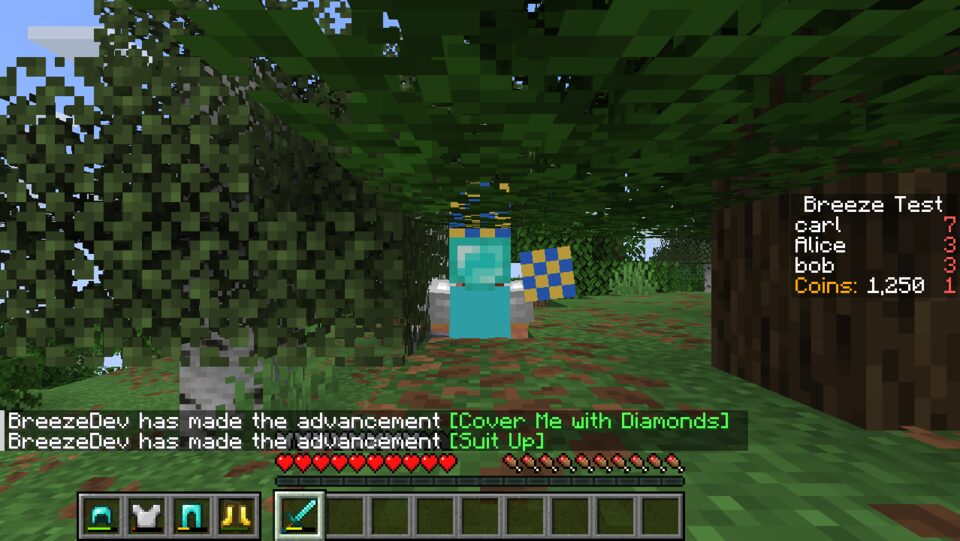 Breeze Test
carl 7
Alice 3
bob 3
Coins: 1,250 1
BreezeDev has made the advancement [Cover Me with Diamonds]
BreezeDev has made the advancement [Suit Up]